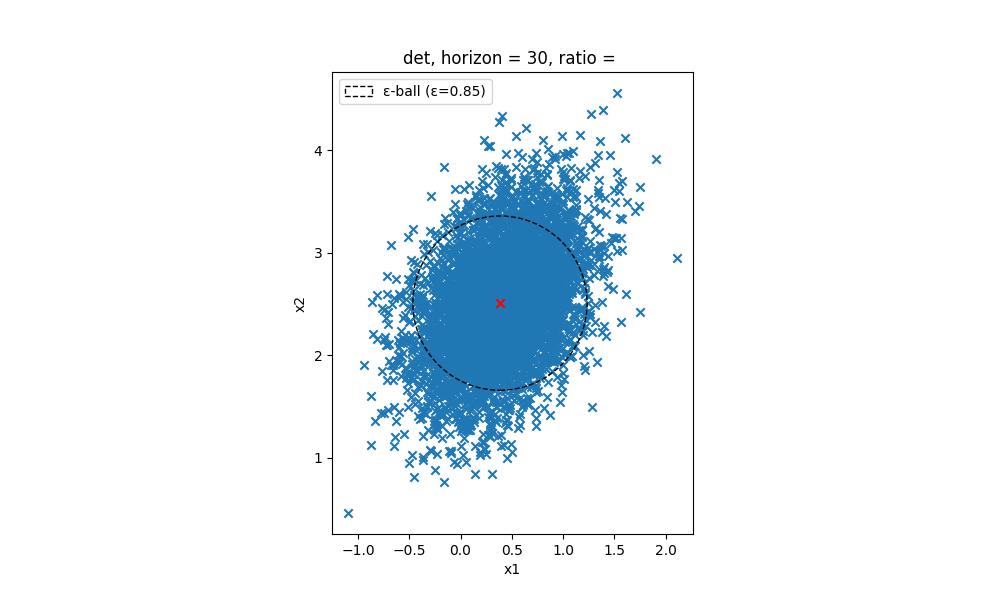 det, horizon = 30, ratio =
ε-ball (ε=0.85)
4
3
2
1
x2
−1.0 −0.5 0.0 0.5 1.0 1.5 2.0
x1